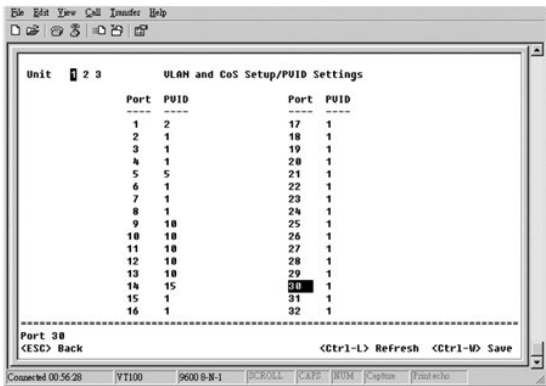 File Edit View Call Transfer Help
Unit 1 2 3 VLAN and CoS Setup/PVID Settings
Port PVID Port PVID
---- ---- ---- ----
1 2 17 1
2 1 18 1
3 1 19 1
4 1 20 1
5 5 21 1
6 1 22 1
7 1 23 1
8 1 24 1
9 10 25 1
10 10 26 1
11 10 27 1
12 10 28 1
13 10 29 1
14 15 30 1
15 1 31 1
16 1 32 1
Port 30
<ESC> Back <Ctrl-L> Refresh <Ctrl-W> Save
Connected 00:56:28 VT100 9600 8-N-1 SCROLL CAPS NUM Capture Print echo